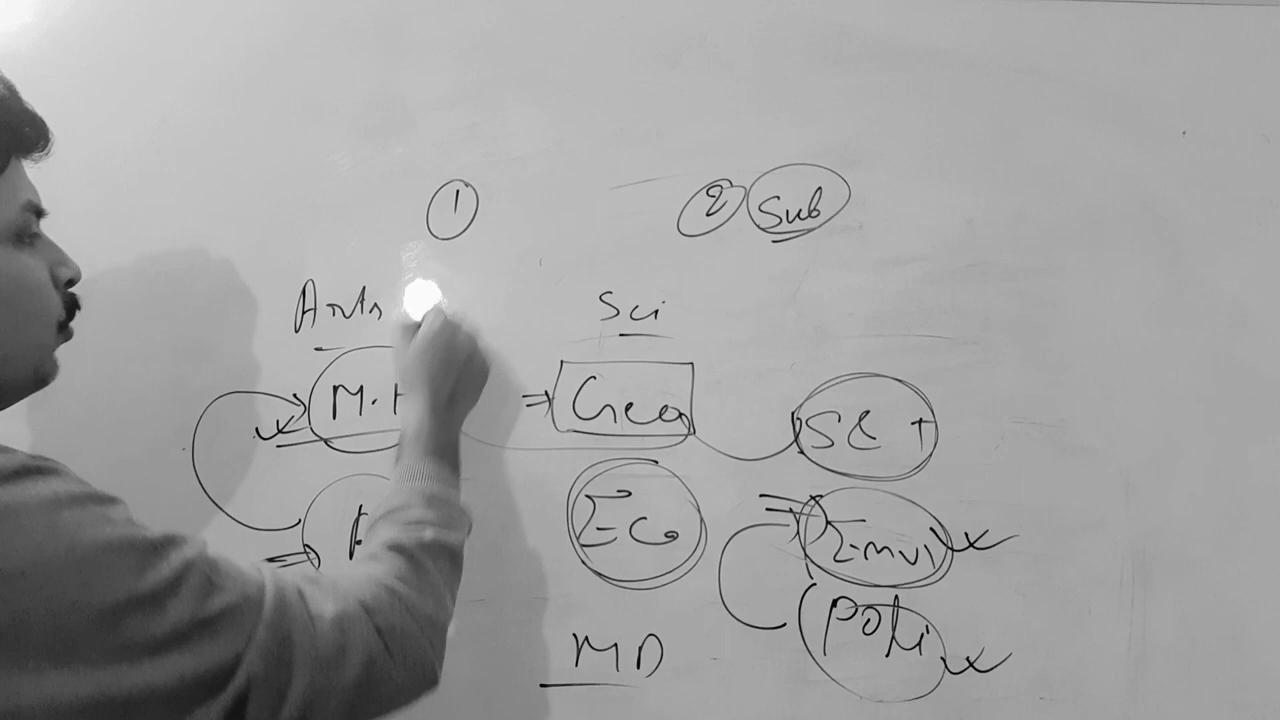 1 2 Sub
Arts Sci
M.H ⇒ Geo S&T
Eco Envi
Poli
MD